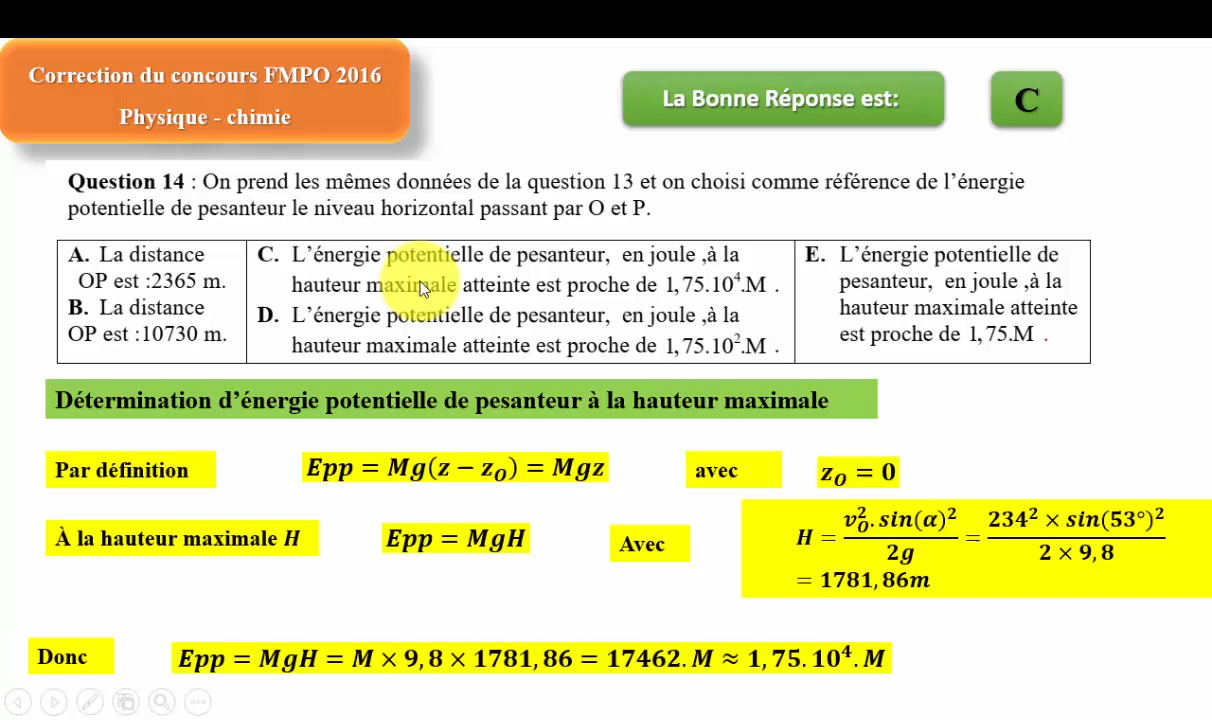 Correction du concours FMPO 2016
Physique - chimie
La Bonne Réponse est:
C
Question 14 : On prend les mêmes données de la question 13 et on choisi comme référence de l’énergie
potentielle de pesanteur le niveau horizontal passant par O et P.
A. La distance
OP est :2365 m.
B. La distance
OP est :10730 m.
C. L’énergie potentielle de pesanteur, en joule ,à la
hauteur maximale atteinte est proche de 1,75.10⁴.M .
D. L’énergie potentielle de pesanteur, en joule ,à la
hauteur maximale atteinte est proche de 1,75.10².M .
E. L’énergie potentielle de
pesanteur, en joule ,à la
hauteur maximale atteinte
est proche de 1,75.M .
Détermination d’énergie potentielle de pesanteur à la hauteur maximale
Par définition
Epp = Mg(z − z_O) = Mgz
avec
z_O = 0
À la hauteur maximale H
Epp = MgH
Avec
H = v_O².sin(α)² / 2g = 234² × sin(53°)² / 2 × 9,8
= 1781,86m
Donc
Epp = MgH = M × 9,8 × 1781,86 = 17462.M ≈ 1,75.10⁴.M